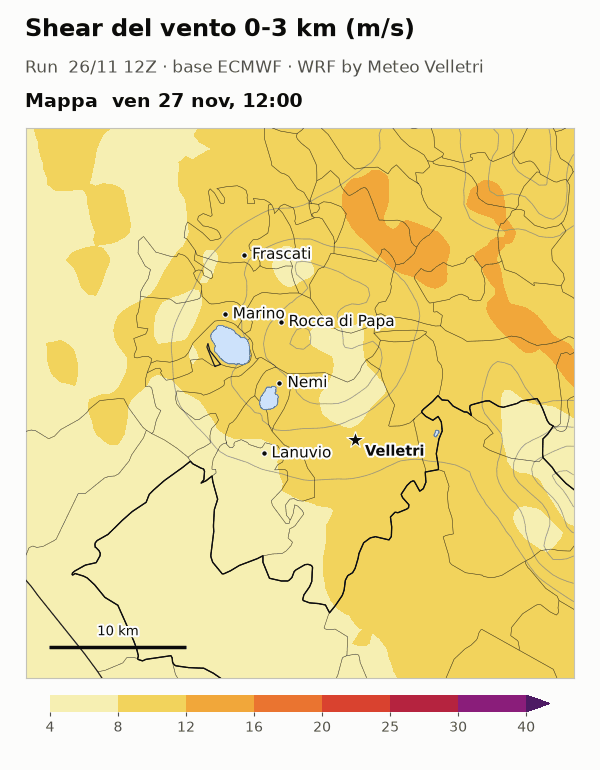 Shear del vento 0-3 km (m/s)
Run  26/11 12Z · base ECMWF · WRF by Meteo Velletri
Mappa  ven 27 nov, 12:00
Frascati
Marino
Rocca di Papa
Nemi
Velletri
Lanuvio
10 km
4 8 12 16 20 25 30 40